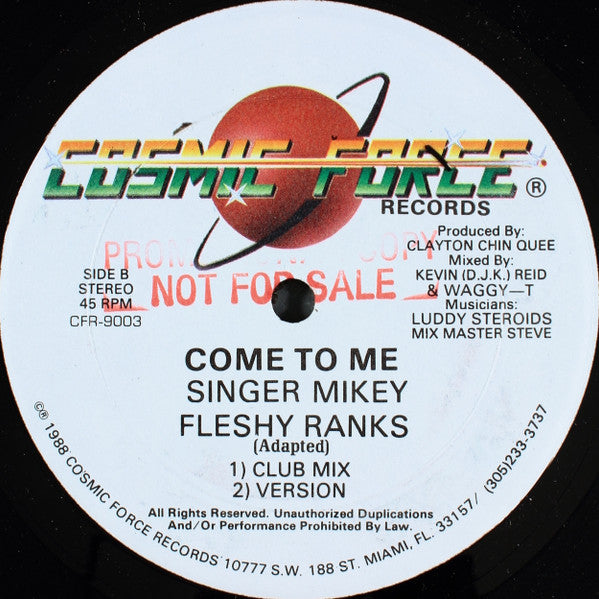 COSMIC FORCE ®
RECORDS
PROMOTIONAL COPY
NOT FOR SALE
SIDE B
STEREO
45 RPM
CFR-9003
Produced By:
CLAYTON CHIN QUEE
Mixed By:
KEVIN (D.J.K.) REID
& WAGGY—T
Musicians:
LUDDY STEROIDS
MIX MASTER STEVE
COME TO ME
SINGER MIKEY
FLESHY RANKS
(Adapted)
1) CLUB MIX
2) VERSION
All Rights Reserved. Unauthorized Duplications
And/Or Performance Prohibited By Law.
©℗ 1988 COSMIC FORCE RECORDS 10777 S.W. 188 ST. MIAMI, FL. 33157/ (305)233-3737